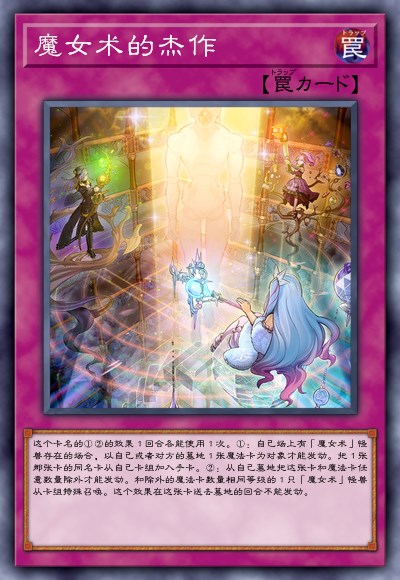 魔女术的杰作
トラップ
罠
トラップ
【罠カード】
这个卡名的①②的效果1回合各能使用1次。①:自己场上有「魔女术」怪
兽存在的场合,以自己或者对方的墓地1张魔法卡为对象才能发动。把1张
那张卡的同名卡从自己卡组加入手卡。②:从自己墓地把这张卡和魔法卡任
意数量除外才能发动。和除外的魔法卡数量相同等级的1只「魔女术」怪兽
从卡组特殊召唤。这个效果在这张卡送去墓地的回合不能发动。